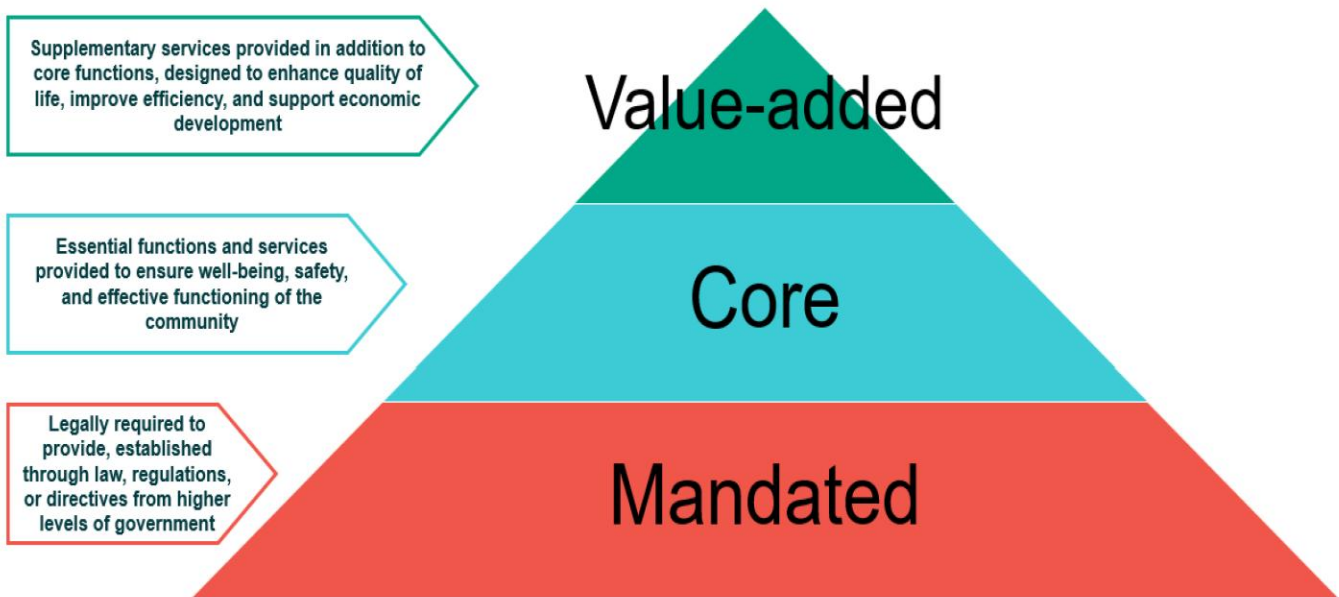 Supplementary services provided in addition to
core functions, designed to enhance quality of
life, improve efficiency, and support economic
development
Value-added
Essential functions and services
provided to ensure well-being, safety,
and effective functioning of the
community
Core
Legally required to
provide, established
through law, regulations,
or directives from higher
levels of government
Mandated